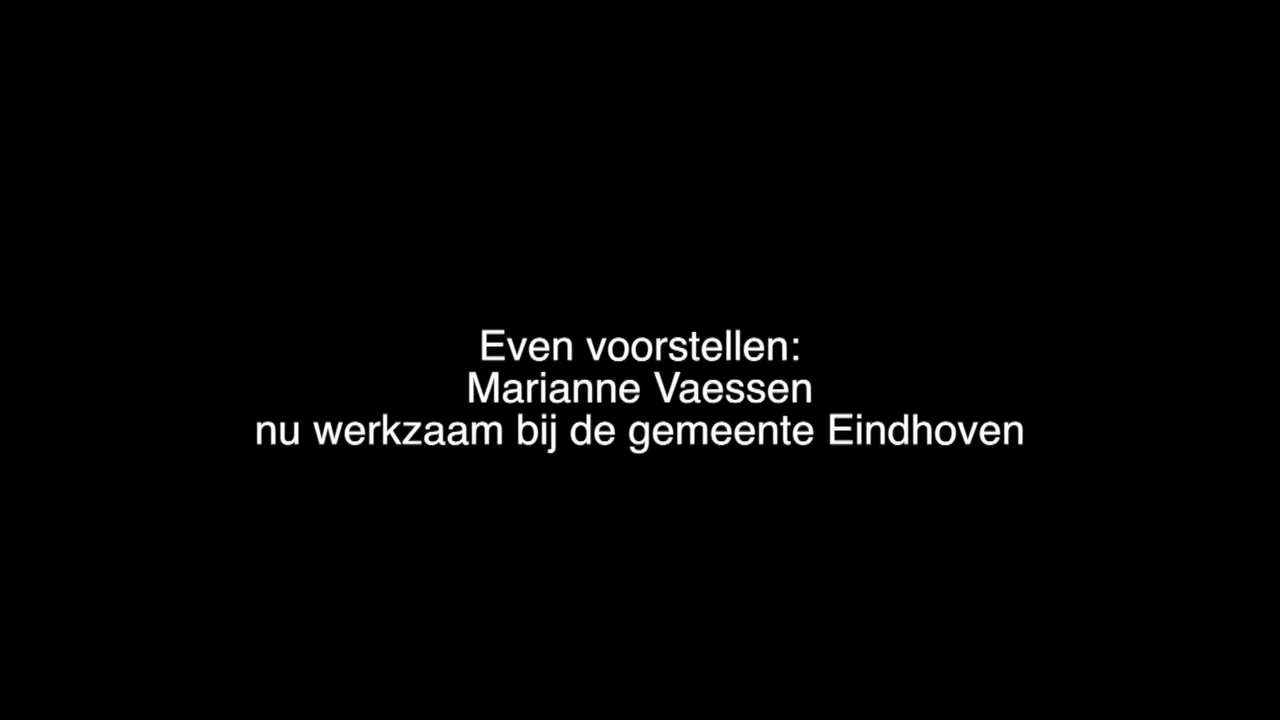 Even voorstellen:
Marianne Vaessen
nu werkzaam bij de gemeente Eindhoven